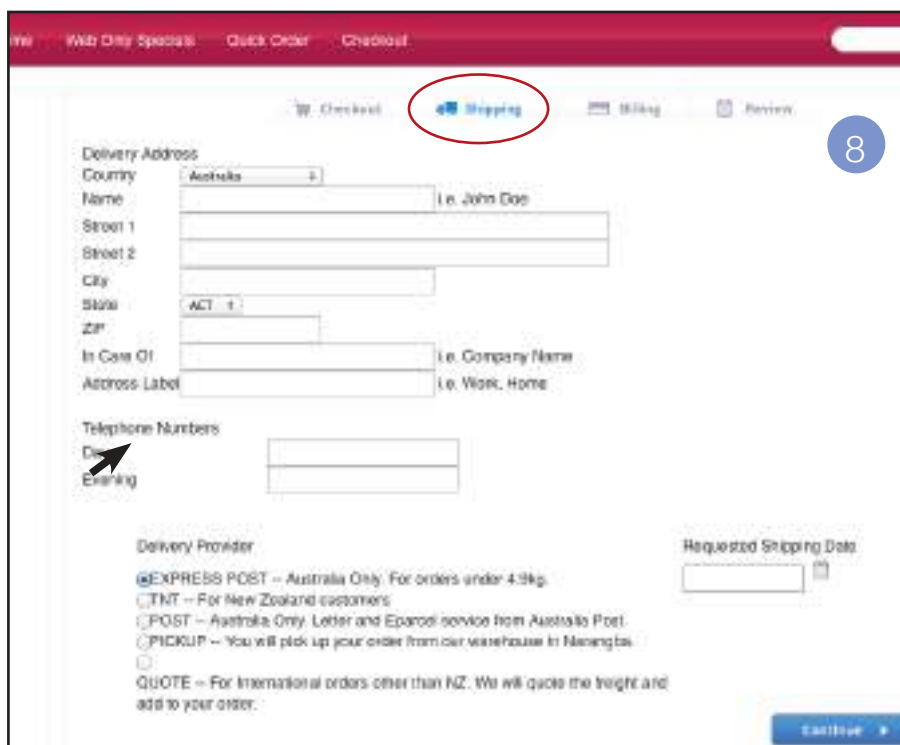 me Web Only Specials Quick Order Checkout
Checkout Shipping Billing Review
8
Delivery Address
Country Australia
Name i.e. John Doe
Street 1
Street 2
City
State ACT
ZIP
In Care Of i.e. Company Name
Address Label i.e. Work, Home
Telephone Numbers
Evening
Delivery Provider Requested Shipping Date
EXPRESS POST -- Australia Only. For orders under 4.9kg.
TNT -- For New Zealand customers
POST -- Australia Only. Letter and Eparcel service from Australia Post.
PICKUP -- You will pick up your order from our warehouse in Narangba.
QUOTE -- For International orders other than NZ. We will quote the freight and
add to your order.
Continue